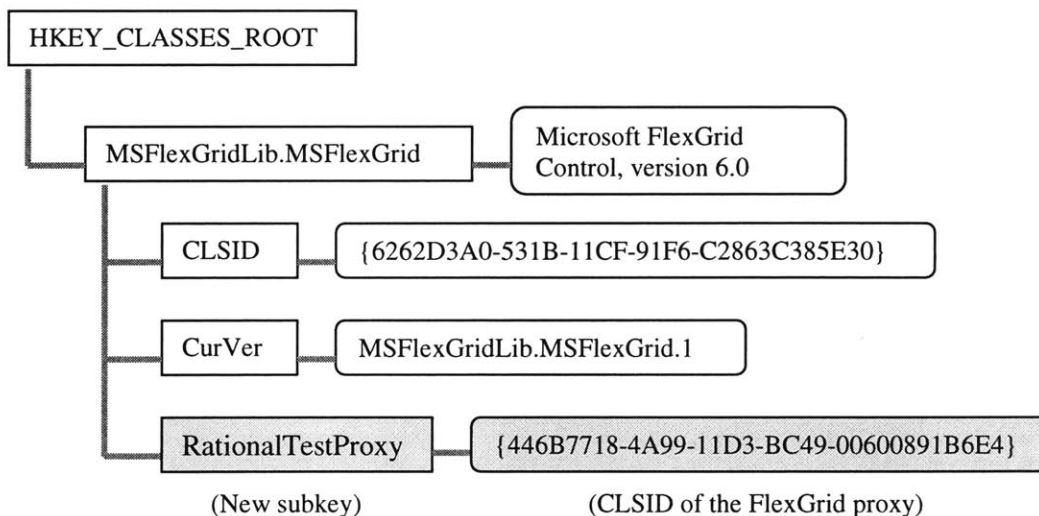 HKEY_CLASSES_ROOT
MSFlexGridLib.MSFlexGrid
Microsoft FlexGrid
Control, version 6.0
CLSID
{6262D3A0-531B-11CF-91F6-C2863C385E30}
CurVer
MSFlexGridLib.MSFlexGrid.1
RationalTestProxy
{446B7718-4A99-11D3-BC49-00600891B6E4}
(New subkey)
(CLSID of the FlexGrid proxy)